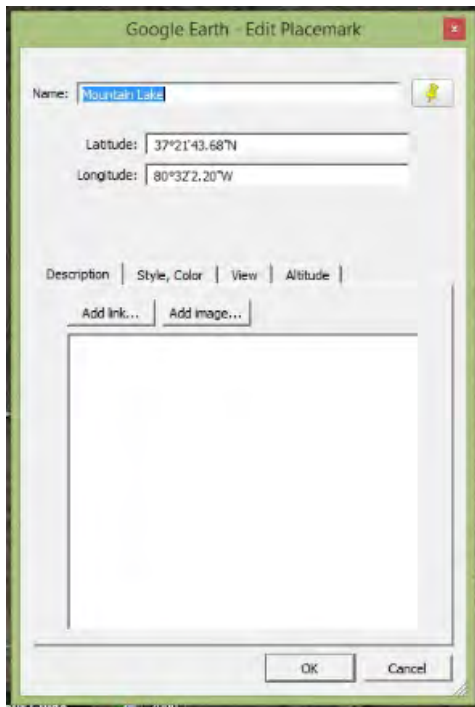 Google Earth - Edit Placemark
x
Name: Mountain Lake
Latitude: 37°21'43.68"N
Longitude: 80°32'2.20"W
Description | Style, Color | View | Altitude |
Add link... Add image...
OK Cancel